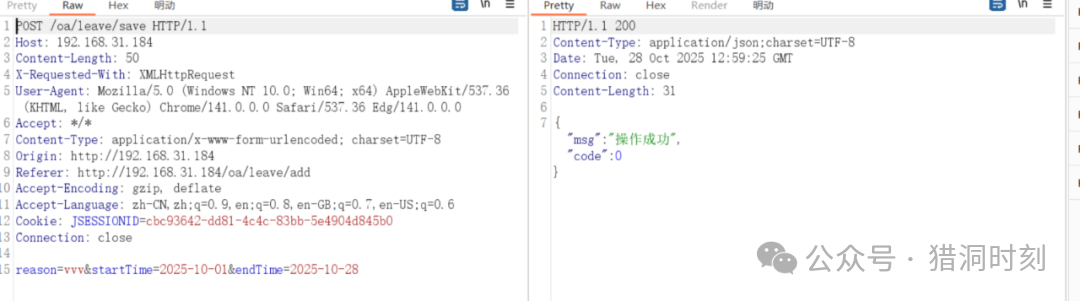 Pretty Raw Hex 明动 \n
1 POST /oa/leave/save HTTP/1.1
2 Host: 192.168.31.184
3 Content-Length: 50
4 X-Requested-With: XMLHttpRequest
5 User-Agent: Mozilla/5.0 (Windows NT 10.0; Win64; x64) AppleWebKit/537.36
(KHTML, like Gecko) Chrome/141.0.0.0 Safari/537.36 Edg/141.0.0.0
6 Accept: */*
7 Content-Type: application/x-www-form-urlencoded; charset=UTF-8
8 Origin: http://192.168.31.184
9 Referer: http://192.168.31.184/oa/leave/add
10 Accept-Encoding: gzip, deflate
11 Accept-Language: zh-CN,zh;q=0.9,en;q=0.8,en-GB;q=0.7,en-US;q=0.6
12 Cookie: JSESSIONID=cbc93642-dd81-4c4c-83bb-5e4904d845b0
13 Connection: close
14
15 reason=vvv&startTime=2025-10-01&endTime=2025-10-28
Pretty Raw Hex Render 明动 \n
1 HTTP/1.1 200
2 Content-Type: application/json;charset=UTF-8
3 Date: Tue, 28 Oct 2025 12:59:25 GMT
4 Connection: close
5 Content-Length: 31
6
7 {
"msg":"操作成功",
"code":0
}
公众号 · 猎洞时刻